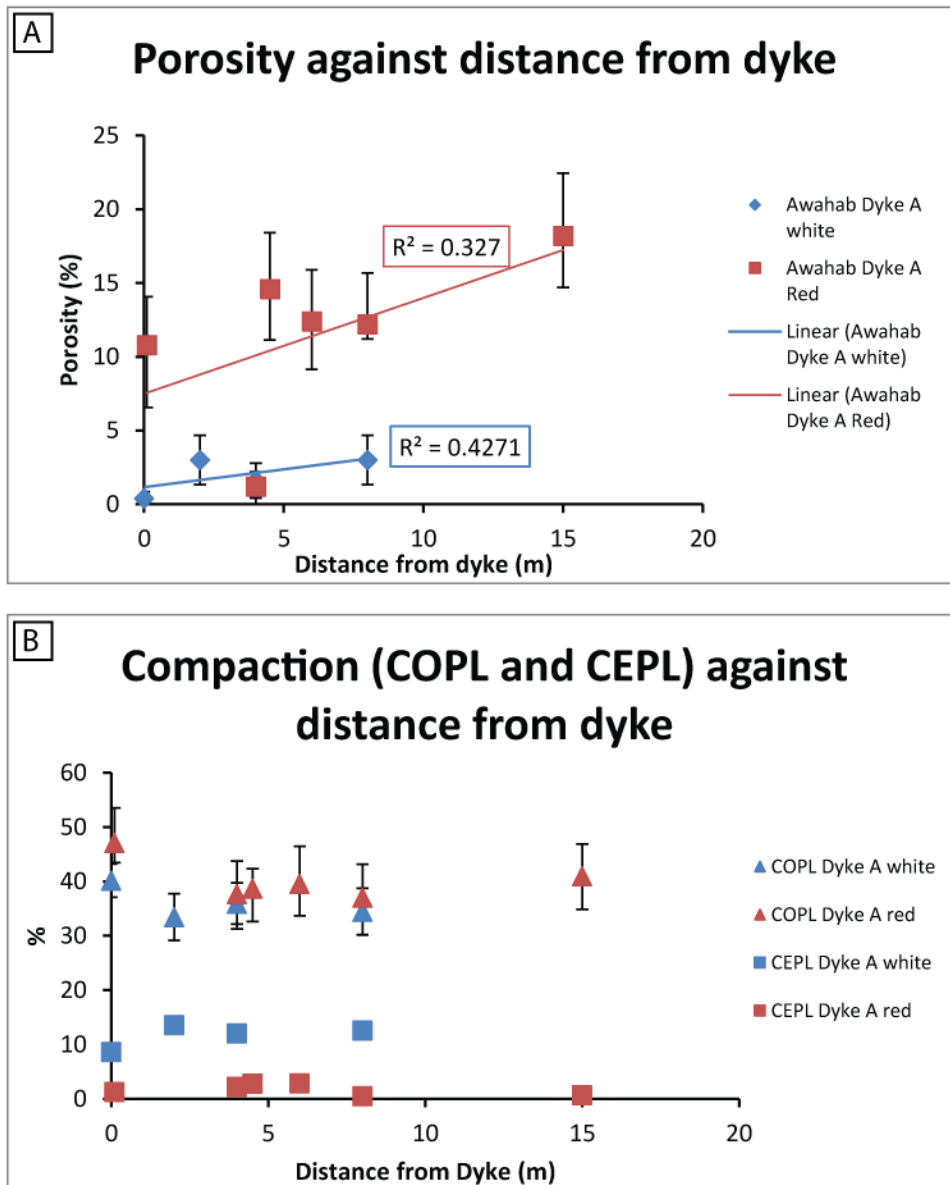 A
Porosity against distance from dyke
25
20
15
10
5
0
Porosity (%)
0 5 10 15 20
Distance from dyke (m)
R² = 0.327
R² = 0.4271
Awahab Dyke A
white
Awahab Dyke A
Red
Linear (Awahab
Dyke A white)
Linear (Awahab
Dyke A Red)
B
Compaction (COPL and CEPL) against
distance from dyke
60
50
40
30
20
10
0
%
0 5 10 15 20
Distance from Dyke (m)
COPL Dyke A white
COPL Dyke A red
CEPL Dyke A white
CEPL Dyke A red